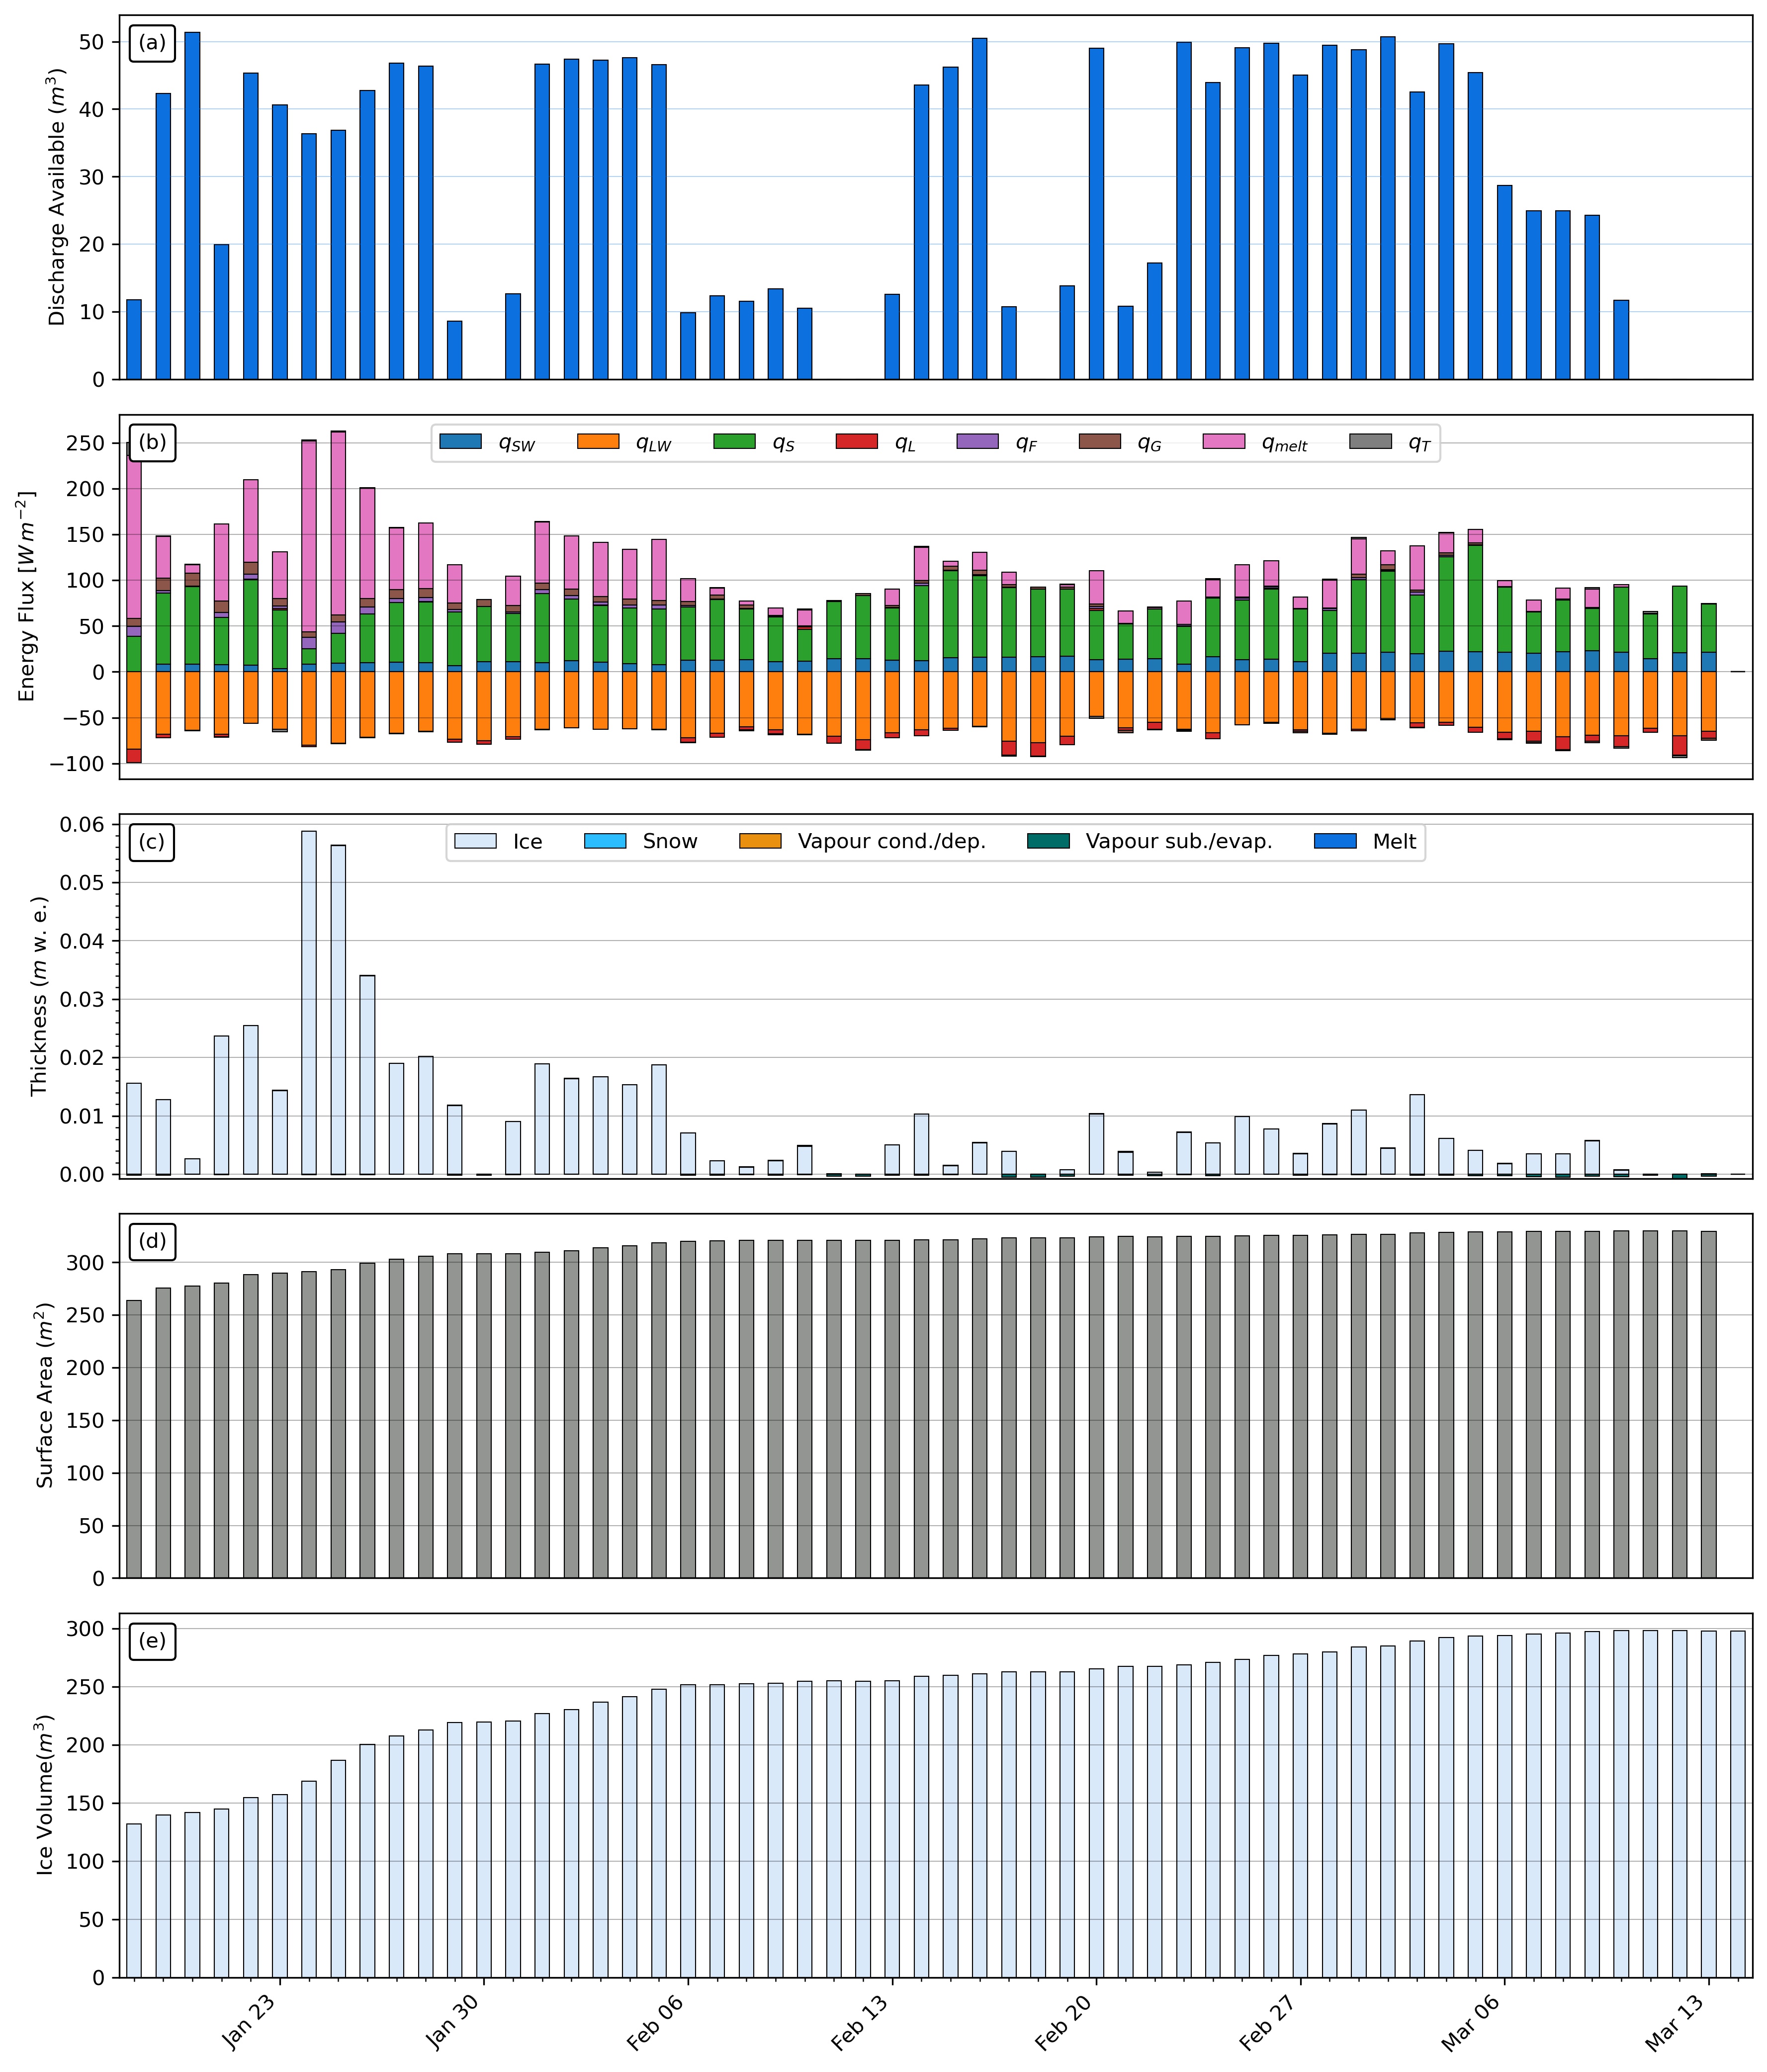 (a)
50
40
30
20
10
0
Discharge Available (m³)
(b)
q_SW q_LW q_S q_L q_F q_G q_melt q_T
250
200
150
100
50
0
−50
−100
Energy Flux [W m⁻²]
(c)
Ice Snow Vapour cond./dep. Vapour sub./evap. Melt
0.06
0.05
0.04
0.03
0.02
0.01
0.00
Thickness (m w. e.)
(d)
300
250
200
150
100
50
0
Surface Area (m²)
(e)
300
250
200
150
100
50
0
Ice Volume(m³)
Jan 23 Jan 30 Feb 06 Feb 13 Feb 20 Feb 27 Mar 06 Mar 13